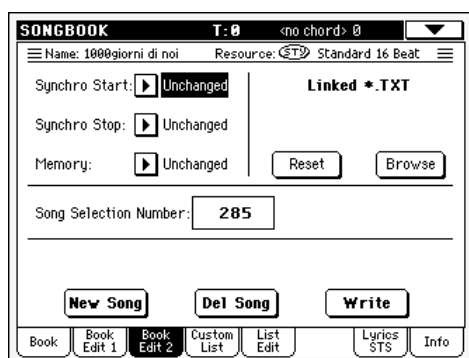 SONGBOOK T:0 <no chord> 0
Name: 1000giorni di noi Resource: STY Standard 16 Beat
Synchro Start: Unchanged Linked *.TXT
Synchro Stop: Unchanged
Memory: Unchanged Reset Browse
Song Selection Number: 285
New Song Del Song Write
Book Book Edit 1 Book Edit 2 Custom List List Edit Lyrics STS Info